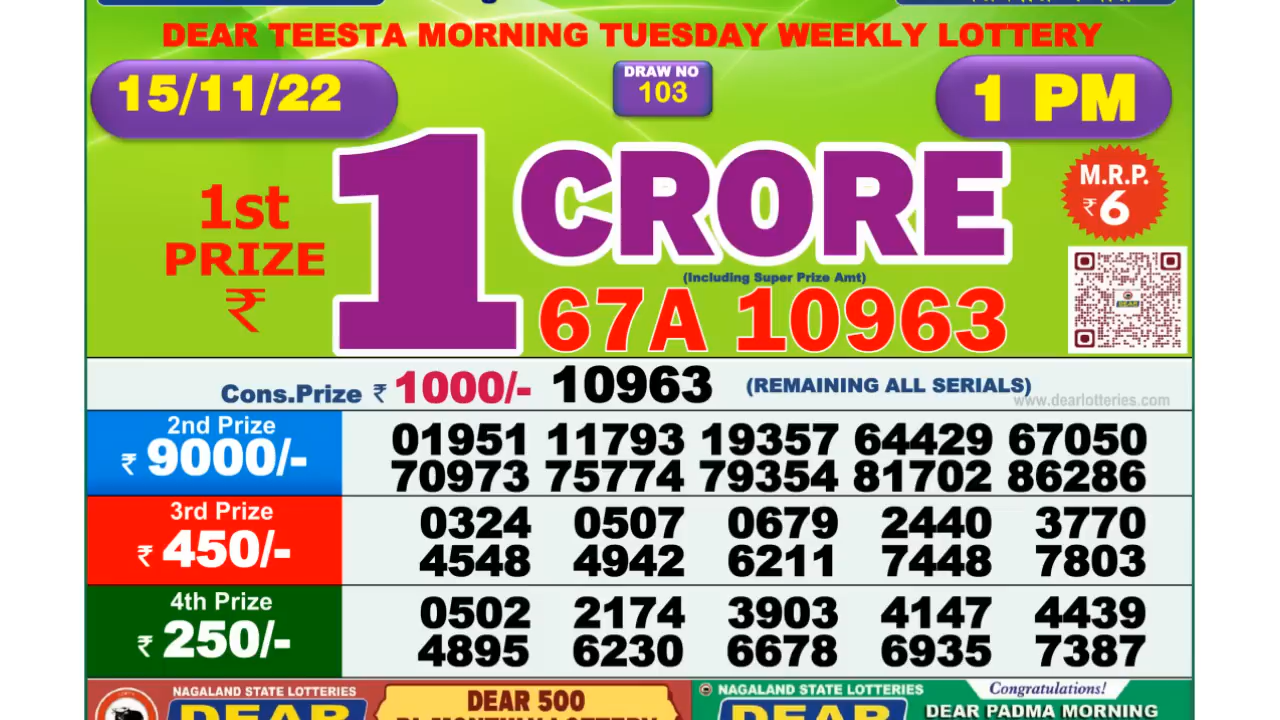 DEAR TEESTA MORNING TUESDAY WEEKLY LOTTERY
15/11/22
DRAW NO
103
1 PM
1st
PRIZE
₹
1 CRORE
(Including Super Prize Amt)
67A 10963
M.R.P.
₹ 6
DEAR
Cons.Prize ₹ 1000/- 10963 (REMAINING ALL SERIALS)
www.dearlotteries.com
2nd Prize
₹ 9000/-
01951 11793 19357 64429 67050
70973 75774 79354 81702 86286
3rd Prize
₹ 450/-
0324 0507 0679 2440 3770
4548 4942 6211 7448 7803
4th Prize
₹ 250/-
0502 2174 3903 4147 4439
4895 6230 6678 6935 7387
NAGALAND STATE LOTTERIES
DEAR
DEAR 500
LOTTERY
NAGALAND STATE LOTTERIES
DEAR
Congratulations!
DEAR PADMA MORNING